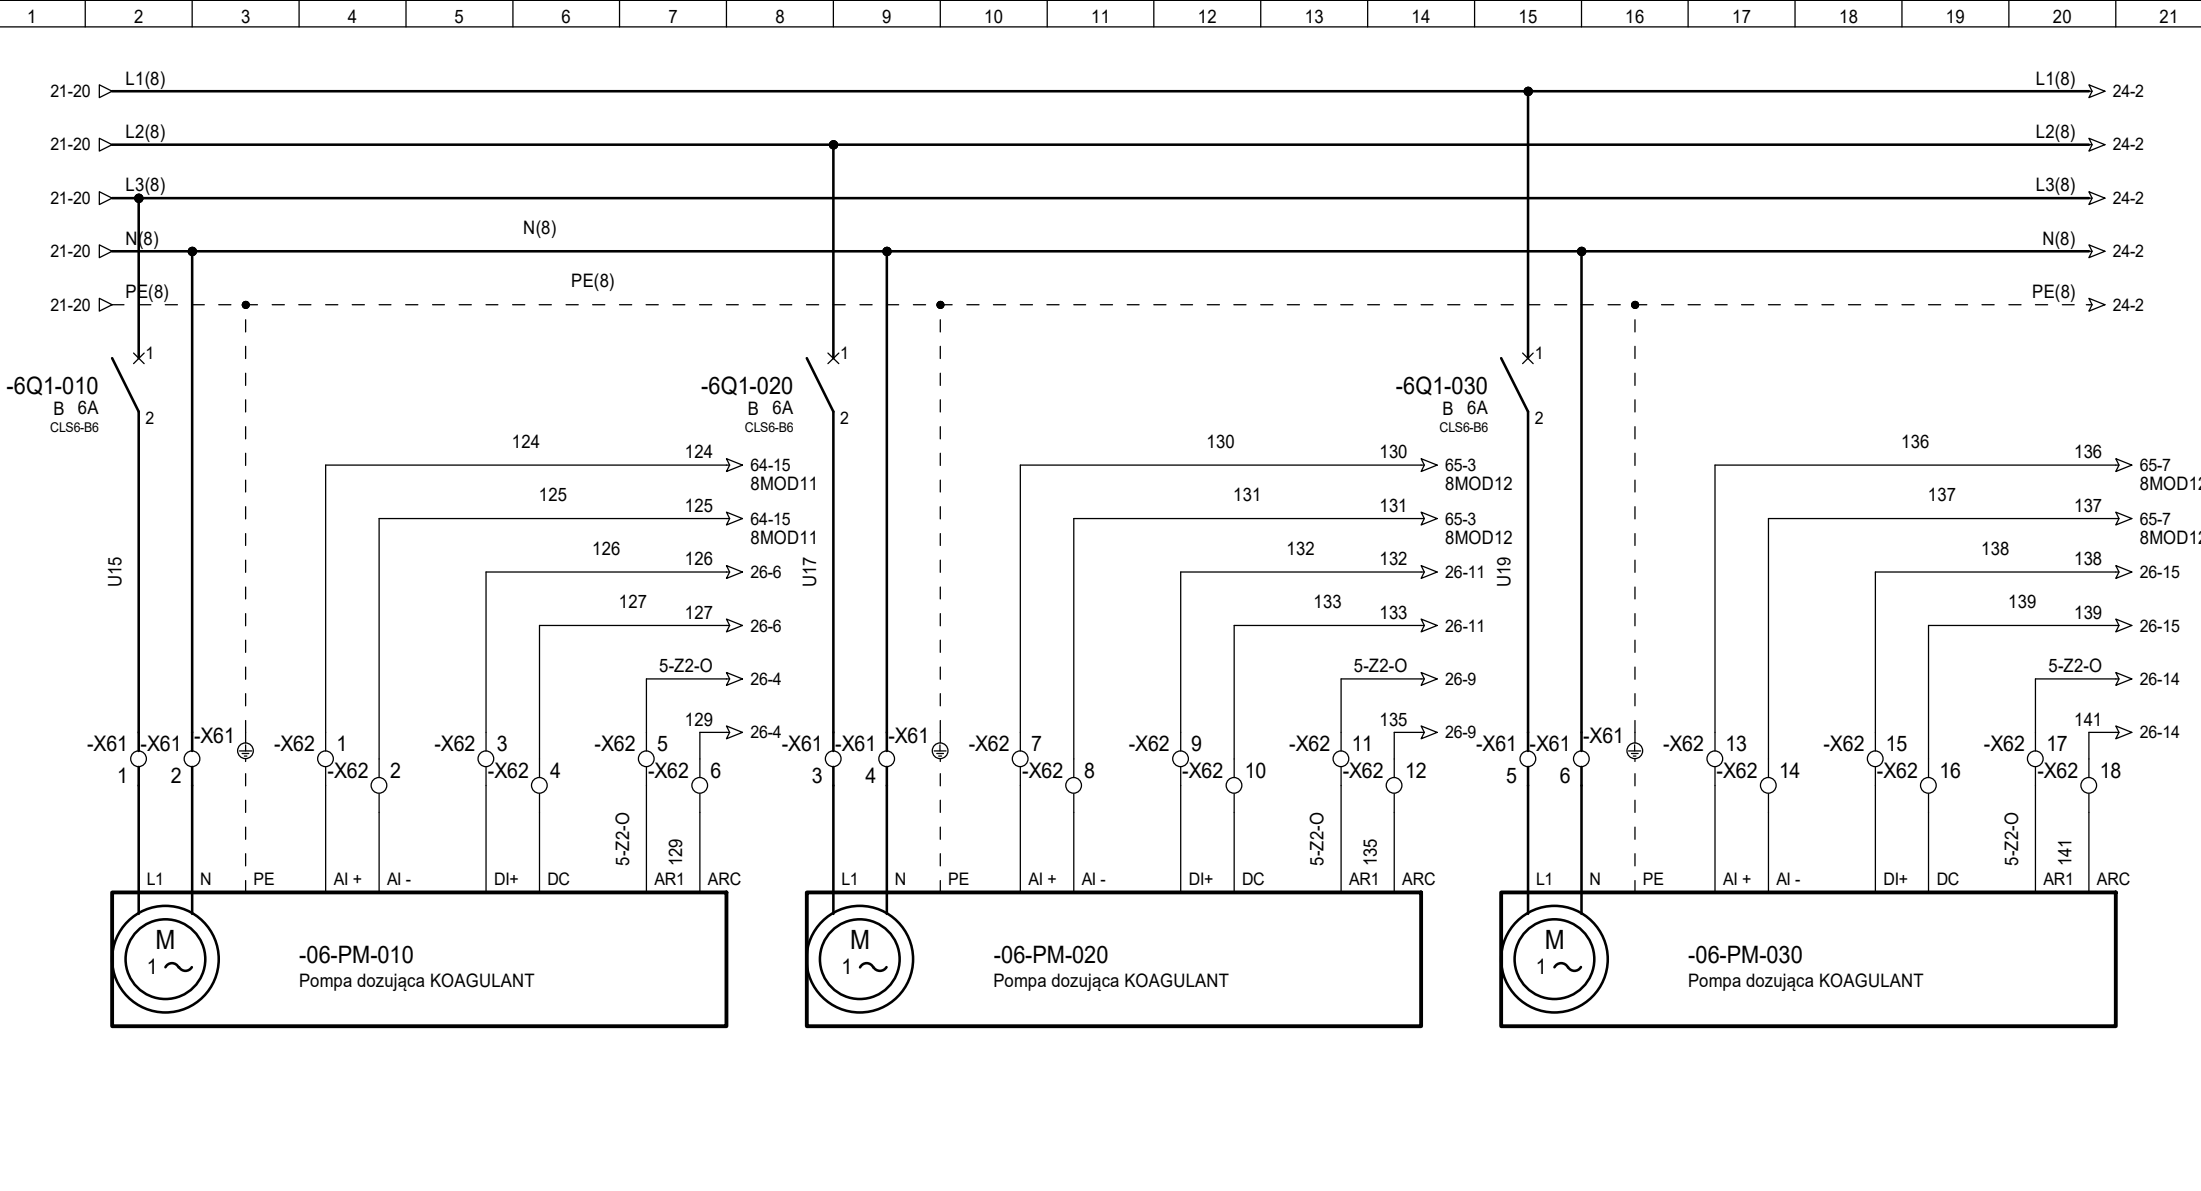 1 2 3 4 5 6 7 8 9 10 11 12 13 14 15 16 17 18 19 20 21
21-20 L1(8) L1(8) 24-2
21-20 L2(8) L2(8) 24-2
21-20 L3(8) L3(8) 24-2
21-20 N(8) N(8) N(8) 24-2
21-20 PE(8) PE(8) PE(8) 24-2
1 1 1
-6Q1-010 -6Q1-020 -6Q1-030
B 6A B 6A B 6A
2 2 2
CLS6-B6 CLS6-B6 CLS6-B6
124 130 136
124 64-15 130 65-3 136 65-7
8MOD11 8MOD12 8MOD12
125 131 137
125 64-15 131 65-3 137 65-7
8MOD11 8MOD12 8MOD12
126 132 138
U15 126 26-6 U17 132 26-11 U19 138 26-15
127 133 139
127 26-6 133 26-11 139 26-15
5-Z2-O 26-4 5-Z2-O 26-9 5-Z2-O 26-14
129 26-4 135 26-9 141 26-14
-X61 -X61 -X61 -X62 1 -X62 3 -X62 5 -X61 -X61 -X61 -X62 7 -X62 9 -X62 11 -X61 -X61 -X61 -X62 13 -X62 15 -X62 17
1 2 -X62 2 -X62 4 -X62 6 3 4 -X62 8 -X62 10 -X62 12 5 6 -X62 14 -X62 16 -X62 18
5-Z2-O 129 5-Z2-O 135 5-Z2-O 141
L1 N PE AI + AI - DI+ DC AR1 ARC L1 N PE AI + AI - DI+ DC AR1 ARC L1 N PE AI + AI - DI+ DC AR1 ARC
M M M
-06-PM-010 -06-PM-020 -06-PM-030
1 1 1
Pompa dozująca KOAGULANT Pompa dozująca KOAGULANT Pompa dozująca KOAGULANT